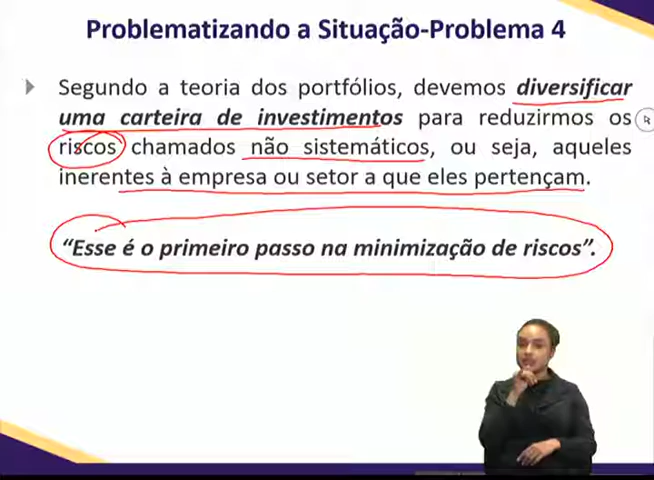 Problematizando a Situação-Problema 4
Segundo a teoria dos portfólios, devemos diversificar
uma carteira de investimentos para reduzirmos os
riscos chamados não sistemáticos, ou seja, aqueles
inerentes à empresa ou setor a que eles pertençam.
“Esse é o primeiro passo na minimização de riscos”.